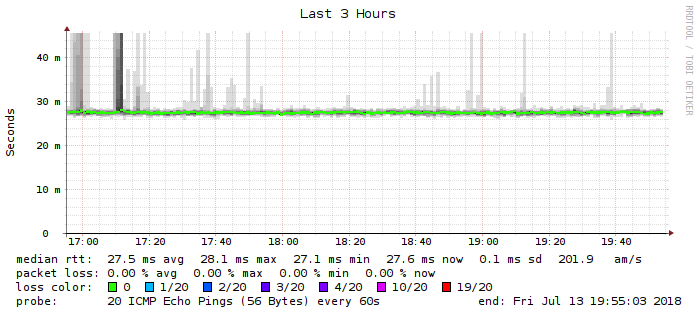 Last 3 Hours
RRDTOOL / TOBI OETIKER
Seconds
40 m
30 m
20 m
10 m
0
17:00 17:20 17:40 18:00 18:20 18:40 19:00 19:20 19:40
median rtt: 27.5 ms avg 28.1 ms max 27.1 ms min 27.6 ms now 0.1 ms sd 201.9 am/s
packet loss: 0.00 % avg 0.00 % max 0.00 % min 0.00 % now
loss color: 0 1/20 2/20 3/20 4/20 10/20 19/20
probe: 20 ICMP Echo Pings (56 Bytes) every 60s end: Fri Jul 13 19:55:03 2018